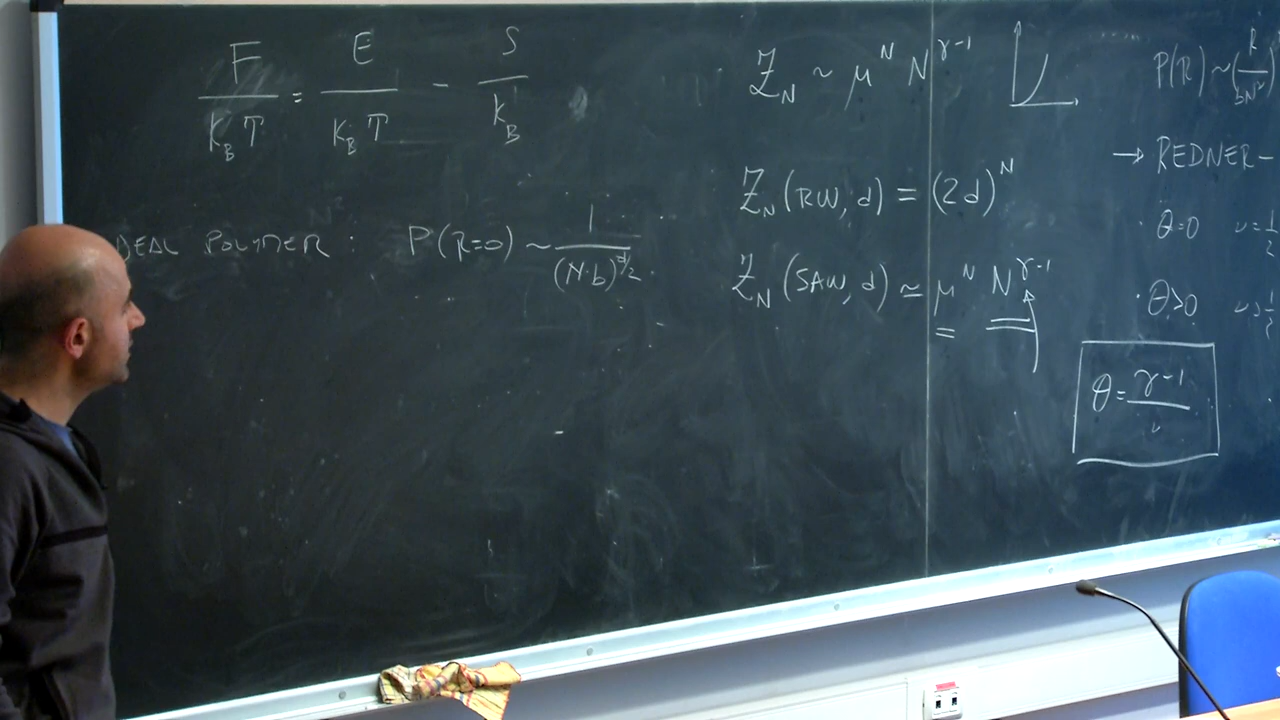 F/(K_B T) = E/(K_B T) - S/k_B
DEAL POLYMER : P(R=0) ~ 1/(N·b)^{d/2}
Z_N ~ μ^N N^{γ-1}
Z_N (RW, d) = (2d)^N
Z_N (SAW, d) ≃ μ^N N^{γ-1}
P(R) ~ (R/bN^ν)
→ REDNER -
· θ=0 ν=1/2
· θ>0 ν>1/2
θ = (γ-1)/ν